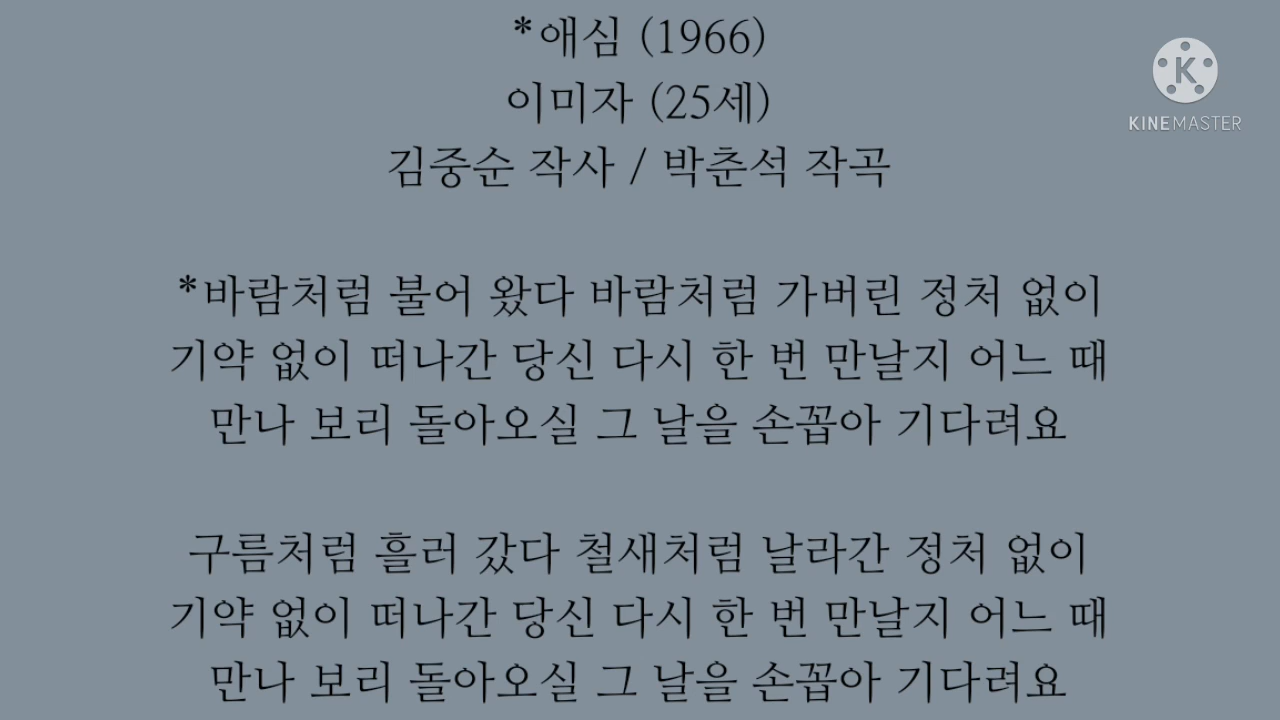 *애심 (1966)
이미자 (25세)
김중순 작사 / 박춘석 작곡
KINEMASTER
*바람처럼 불어 왔다 바람처럼 가버린 정처 없이
기약 없이 떠나간 당신 다시 한 번 만날지 어느 때
만나 보리 돌아오실 그 날을 손꼽아 기다려요
구름처럼 흘러 갔다 철새처럼 날라간 정처 없이
기약 없이 떠나간 당신 다시 한 번 만날지 어느 때
만나 보리 돌아오실 그 날을 손꼽아 기다려요